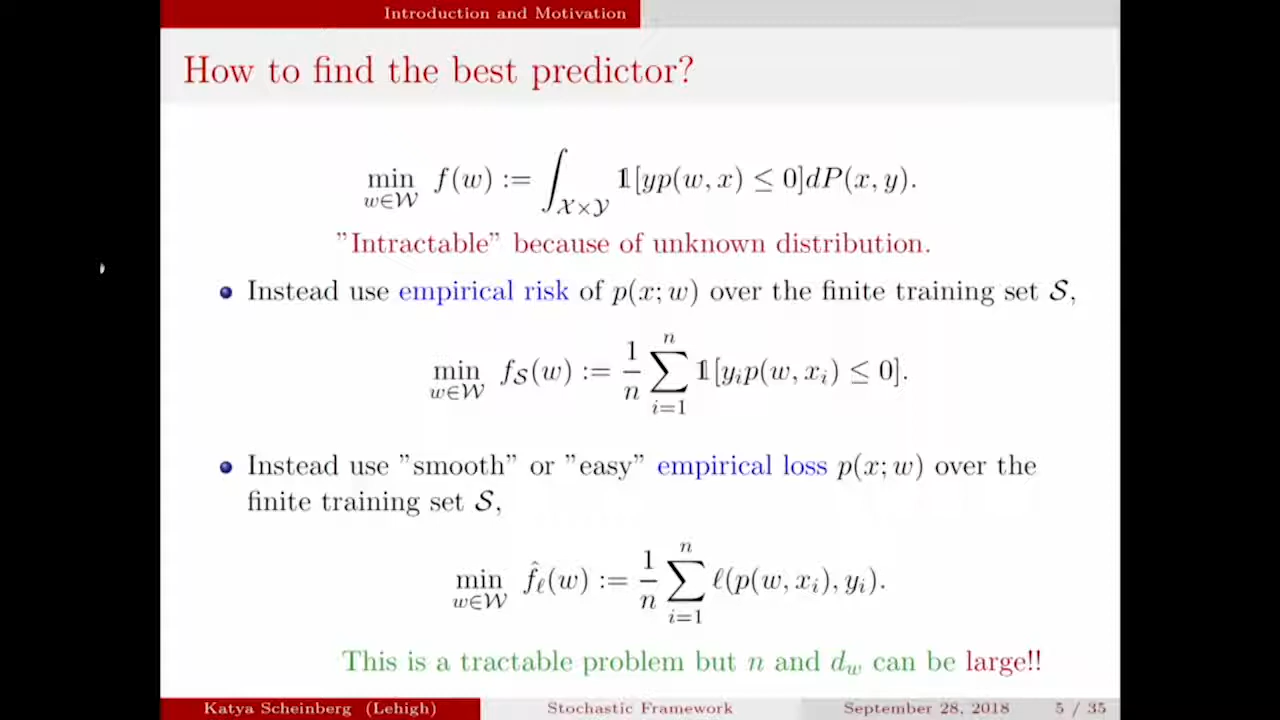 Introduction and Motivation
How to find the best predictor?
min_{w∈𝒲} f(w) := ∫_{𝒳×𝒴} 𝟙[yp(w, x) ≤ 0]dP(x, y).
”Intractable” because of unknown distribution.
Instead use empirical risk of p(x; w) over the finite training set 𝒮,
min_{w∈𝒲} f_𝒮(w) := 1/n ∑_{i=1}^{n} 𝟙[y_i p(w, x_i) ≤ 0].
Instead use ”smooth” or ”easy” empirical loss p(x; w) over the
finite training set 𝒮,
min_{w∈𝒲} f̂_ℓ(w) := 1/n ∑_{i=1}^{n} ℓ(p(w, x_i), y_i).
This is a tractable problem but n and d_w can be large!!
Katya Scheinberg (Lehigh) Stochastic Framework September 28, 2018 5 / 35